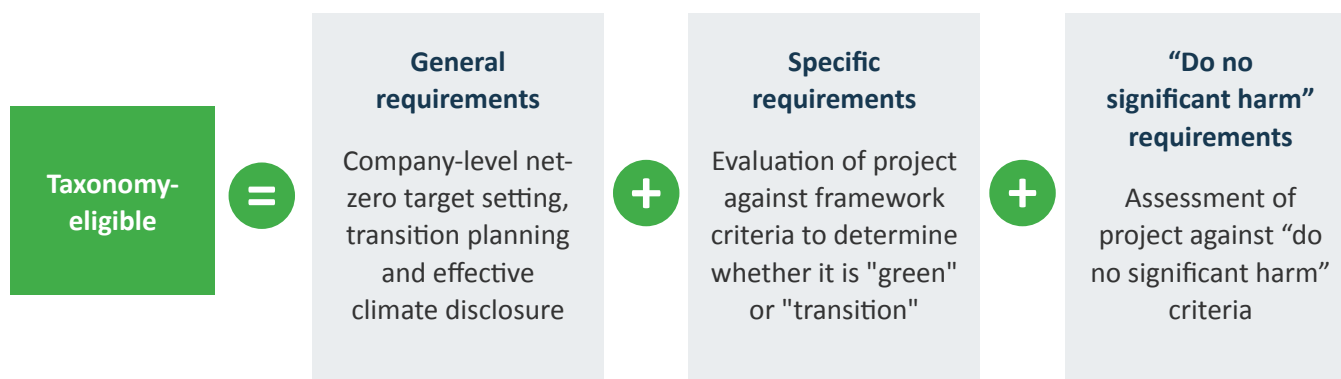 Taxonomy-
eligible
=
General
requirements
Company-level net-
zero target setting,
transition planning
and effective
climate disclosure
+
Specific
requirements
Evaluation of project
against framework
criteria to determine
whether it is "green"
or "transition"
+
“Do no
significant harm”
requirements
Assessment of
project against “do
no significant harm”
criteria